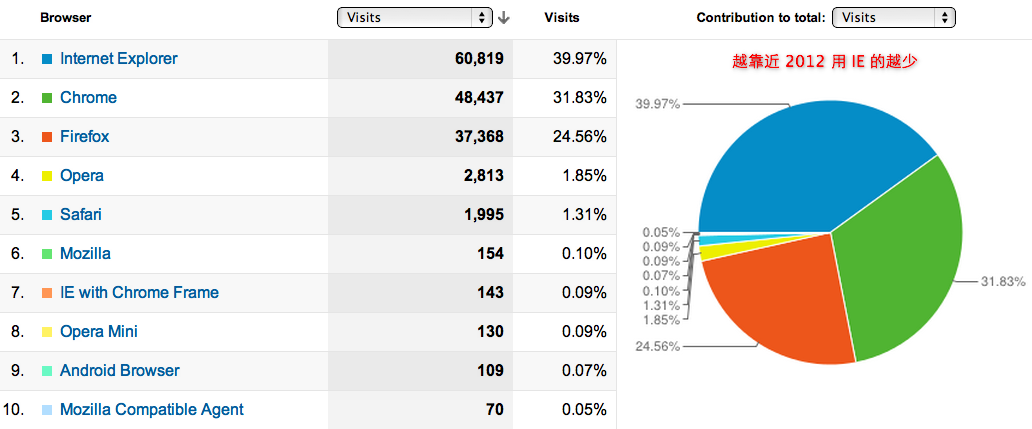 Browser Visits Visits Contribution to total: Visits
1. Internet Explorer 60,819 39.97%
2. Chrome 48,437 31.83%
3. Firefox 37,368 24.56%
4. Opera 2,813 1.85%
5. Safari 1,995 1.31%
6. Mozilla 154 0.10%
7. IE with Chrome Frame 143 0.09%
8. Opera Mini 130 0.09%
9. Android Browser 109 0.07%
10. Mozilla Compatible Agent 70 0.05%
越靠近 2012 用 IE 的越少
39.97%
0.05%
0.09%
0.09%
0.07%
0.10%
1.31%
1.85%
24.56%
31.83%